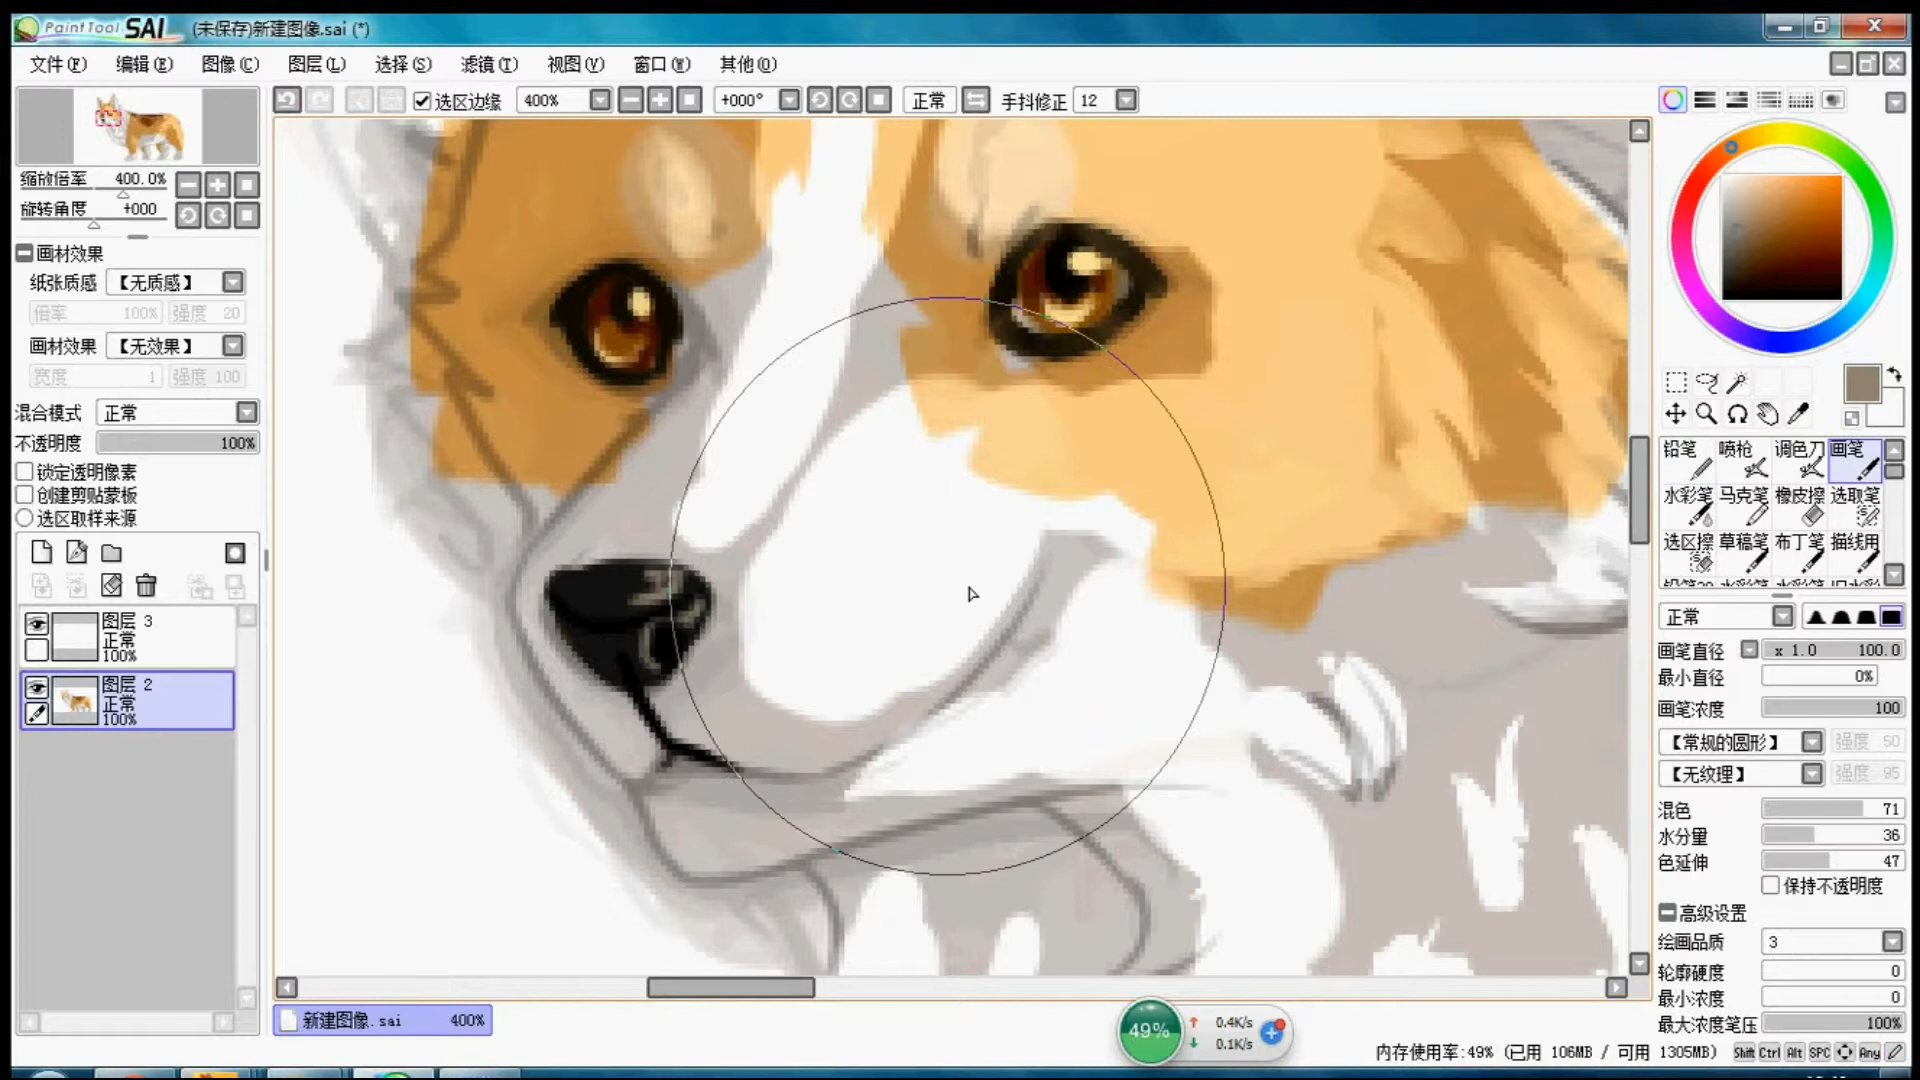 PaintTool SAI (未保存)新建图像.sai (*)
文件(F) 编辑(E) 图像(C) 图层(L) 选择(S) 滤镜(T) 视图(V) 窗口(W) 其他(O)
选区边缘 400% +000° 正常 手抖修正 12
缩放倍率 400.0%
旋转角度 +000
画材效果
纸张质感 【无质感】
倍率 100% 强度 20
画材效果 【无效果】
宽度 1 强度 100
混合模式 正常
不透明度 100%
锁定透明像素
创建剪贴蒙板
选区取样来源
图层 3
正常
100%
图层 2
正常
100%
铅笔 喷枪 调色刀 画笔
水彩笔 马克笔 橡皮擦 选取笔
选区擦 草稿笔 布丁笔 描线用
正常
画笔直径 x 1.0 100.0
最小直径 0%
画笔浓度 100
【常规的圆形】 强度 50
【无纹理】 强度 95
混色 71
水分量 36
色延伸 47
保持不透明度
高级设置
绘画品质 3
轮廓硬度 0
最小浓度 0
最大浓度笔压 100%
新建图像.sai 400%
49% 0.4K/s
0.1K/s
内存使用率:49% (已用 106MB / 可用 1305MB) Shift Ctrl Alt SPC Any